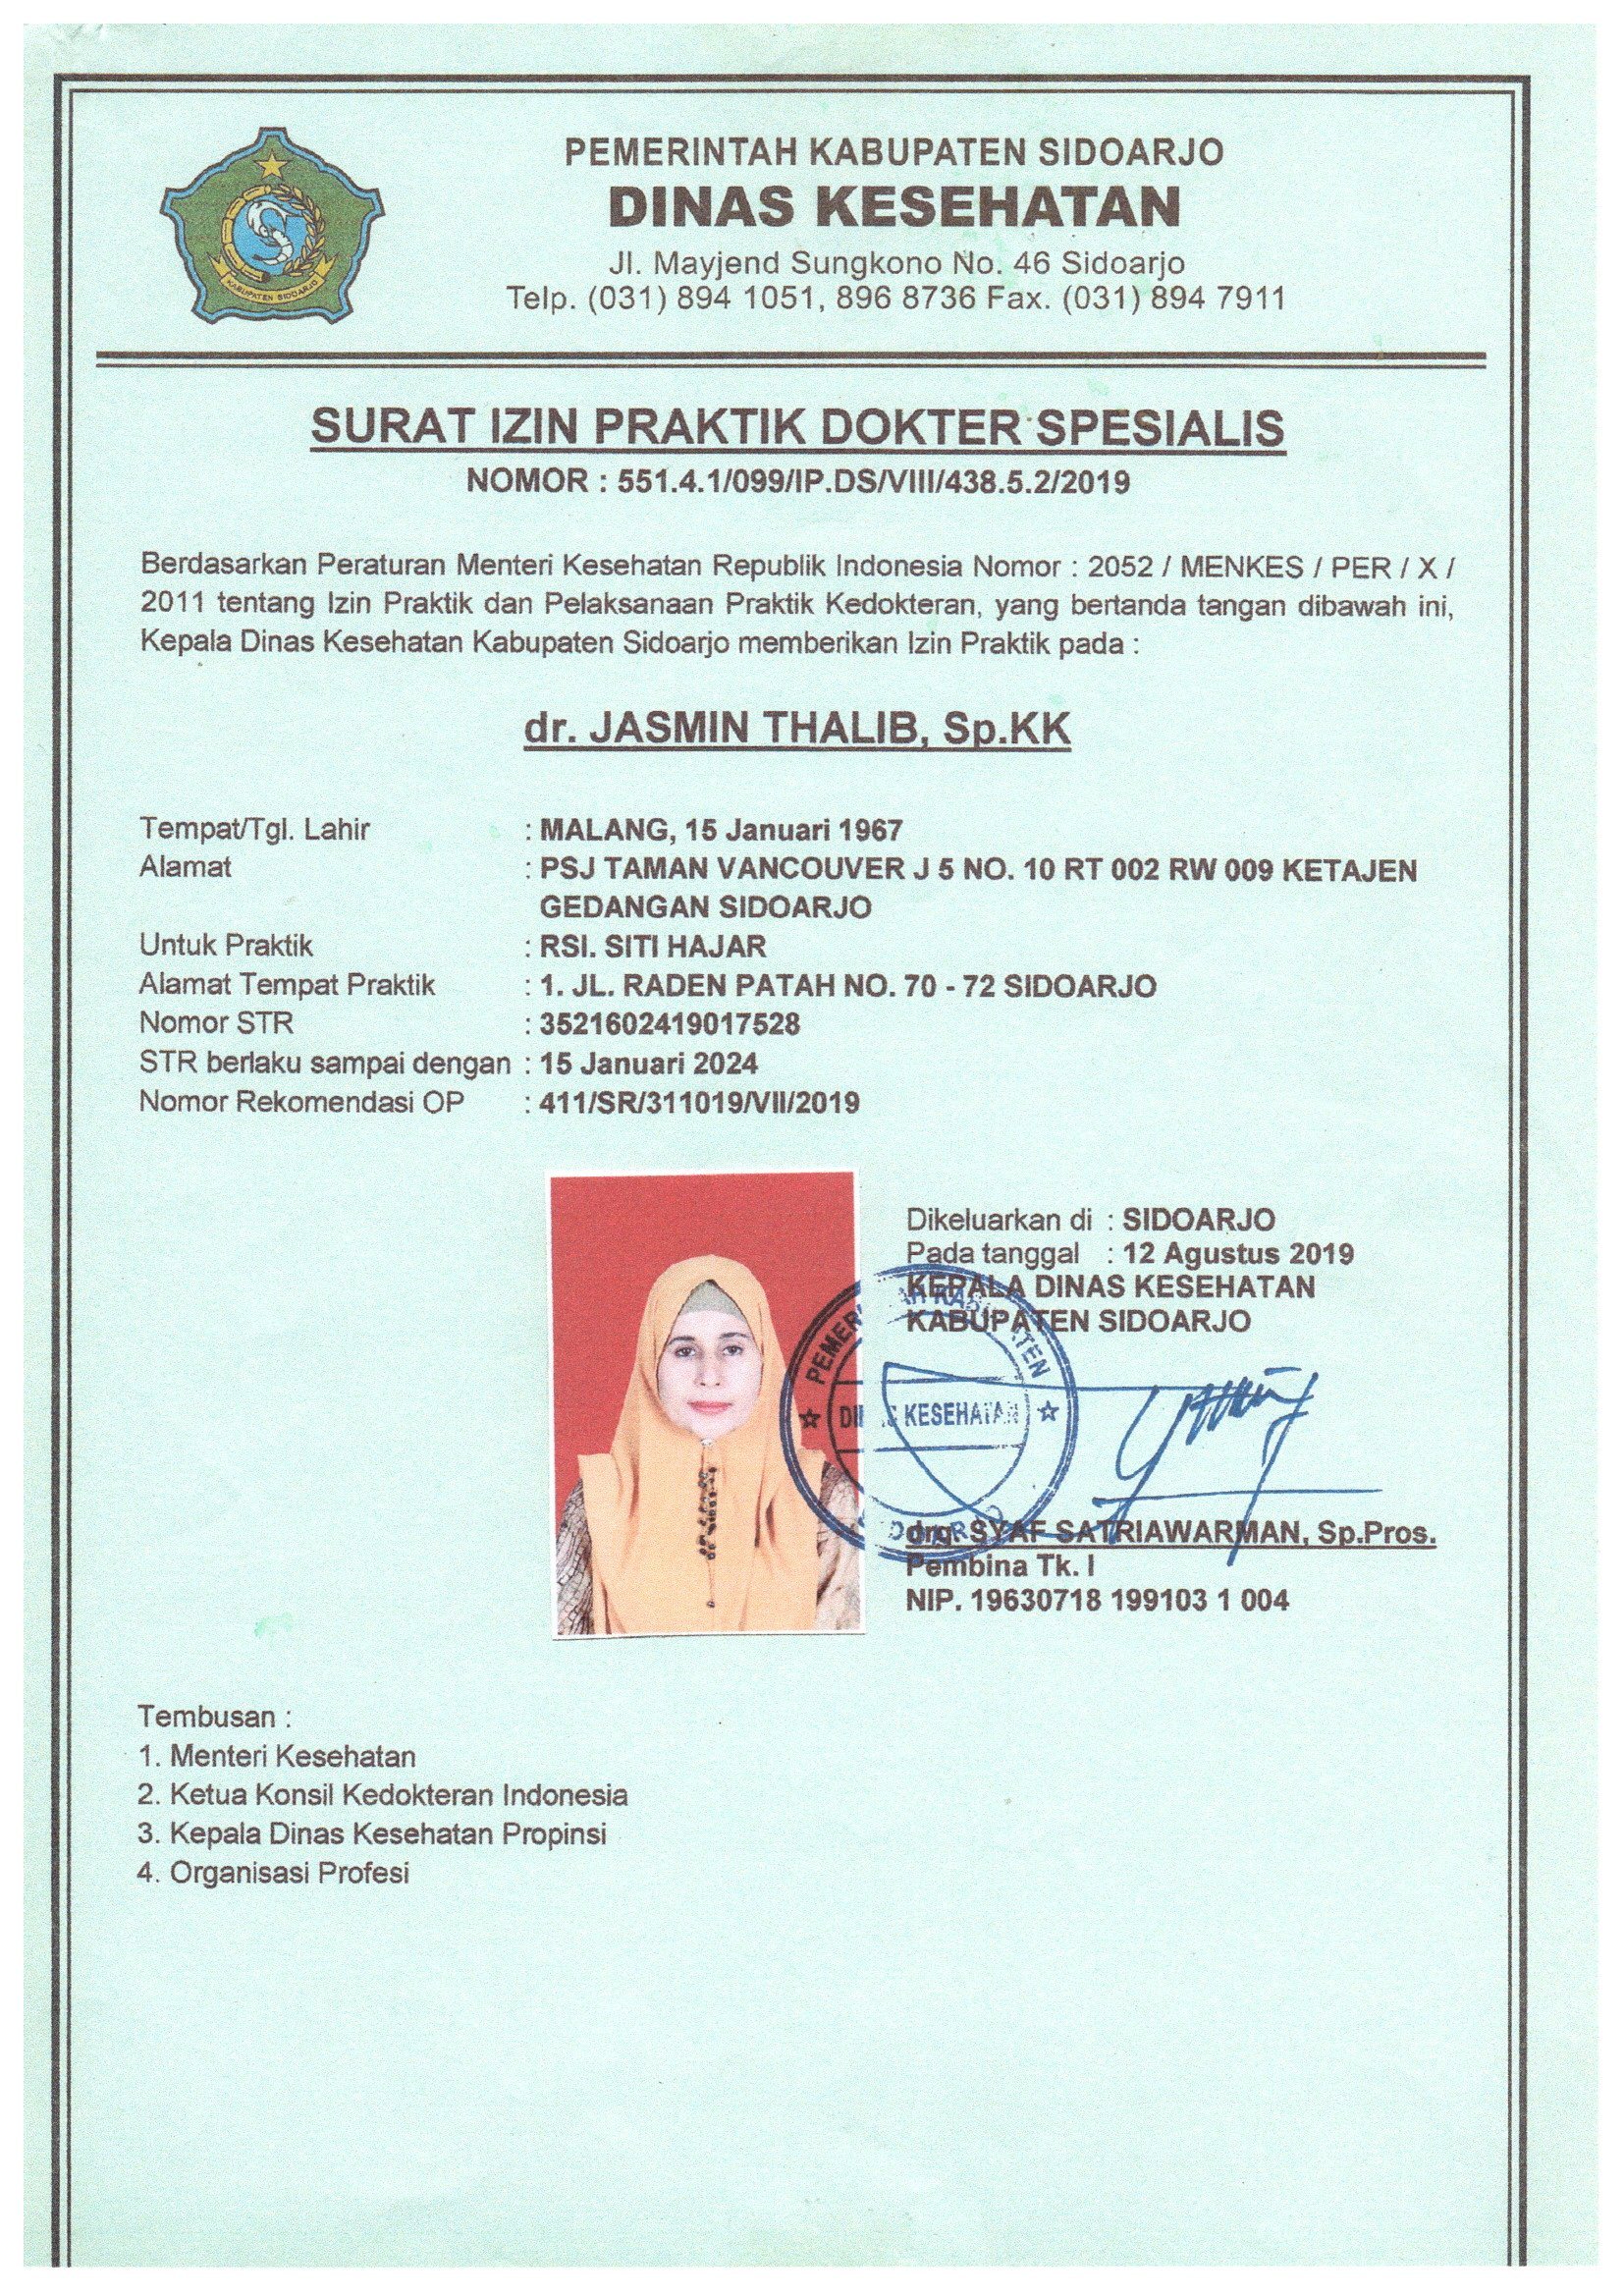 PEMERINTAH KABUPATEN SIDOARJO
DINAS KESEHATAN
Jl. Mayjend Sungkono No. 46 Sidoarjo
Telp. (031) 894 1051, 896 8736 Fax. (031) 894 7911
KABUPATEN SIDOARJO
SURAT IZIN PRAKTIK DOKTER SPESIALIS
NOMOR : 551.4.1/099/IP.DS/VIII/438.5.2/2019
Berdasarkan Peraturan Menteri Kesehatan Republik Indonesia Nomor : 2052 / MENKES / PER / X /
2011 tentang Izin Praktik dan Pelaksanaan Praktik Kedokteran, yang bertanda tangan dibawah ini,
Kepala Dinas Kesehatan Kabupaten Sidoarjo memberikan Izin Praktik pada :
dr. JASMIN THALIB, Sp.KK
Tempat/Tgl. Lahir : MALANG, 15 Januari 1967
Alamat : PSJ TAMAN VANCOUVER J 5 NO. 10 RT 002 RW 009 KETAJEN
GEDANGAN SIDOARJO
Untuk Praktik : RSI. SITI HAJAR
Alamat Tempat Praktik : 1. JL. RADEN PATAH NO. 70 - 72 SIDOARJO
Nomor STR : 3521602419017528
STR berlaku sampai dengan : 15 Januari 2024
Nomor Rekomendasi OP : 411/SR/311019/VII/2019
Dikeluarkan di : SIDOARJO
Pada tanggal : 12 Agustus 2019
KEPALA DINAS KESEHATAN
KABUPATEN SIDOARJO
KESEHATAN
drg. SYAF SATRIAWARMAN, Sp.Pros.
Pembina Tk. I
NIP. 19630718 199103 1 004
Tembusan :
1. Menteri Kesehatan
2. Ketua Konsil Kedokteran Indonesia
3. Kepala Dinas Kesehatan Propinsi
4. Organisasi Profesi